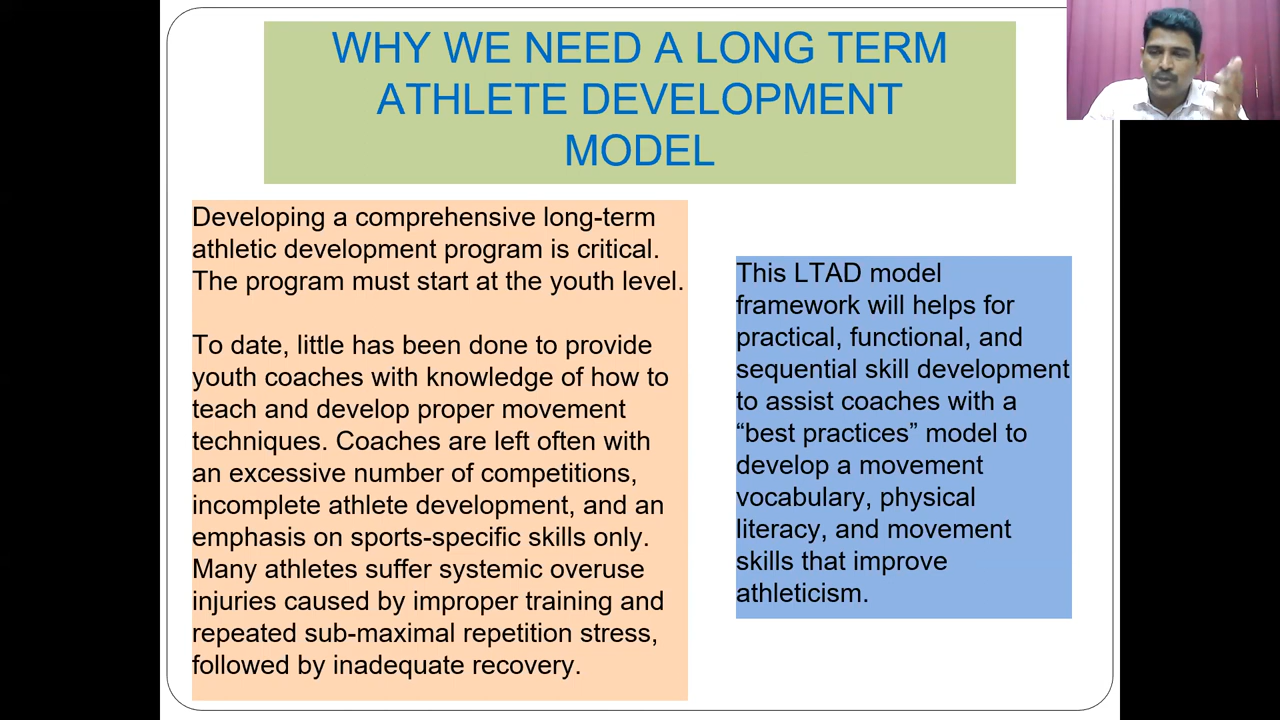 WHY WE NEED A LONG TERM
ATHLETE DEVELOPMENT
MODEL
Developing a comprehensive long-term
athletic development program is critical.
The program must start at the youth level.
To date, little has been done to provide
youth coaches with knowledge of how to
teach and develop proper movement
techniques. Coaches are left often with
an excessive number of competitions,
incomplete athlete development, and an
emphasis on sports-specific skills only.
Many athletes suffer systemic overuse
injuries caused by improper training and
repeated sub-maximal repetition stress,
followed by inadequate recovery.
This LTAD model
framework will helps for
practical, functional, and
sequential skill development
to assist coaches with a
“best practices” model to
develop a movement
vocabulary, physical
literacy, and movement
skills that improve
athleticism.